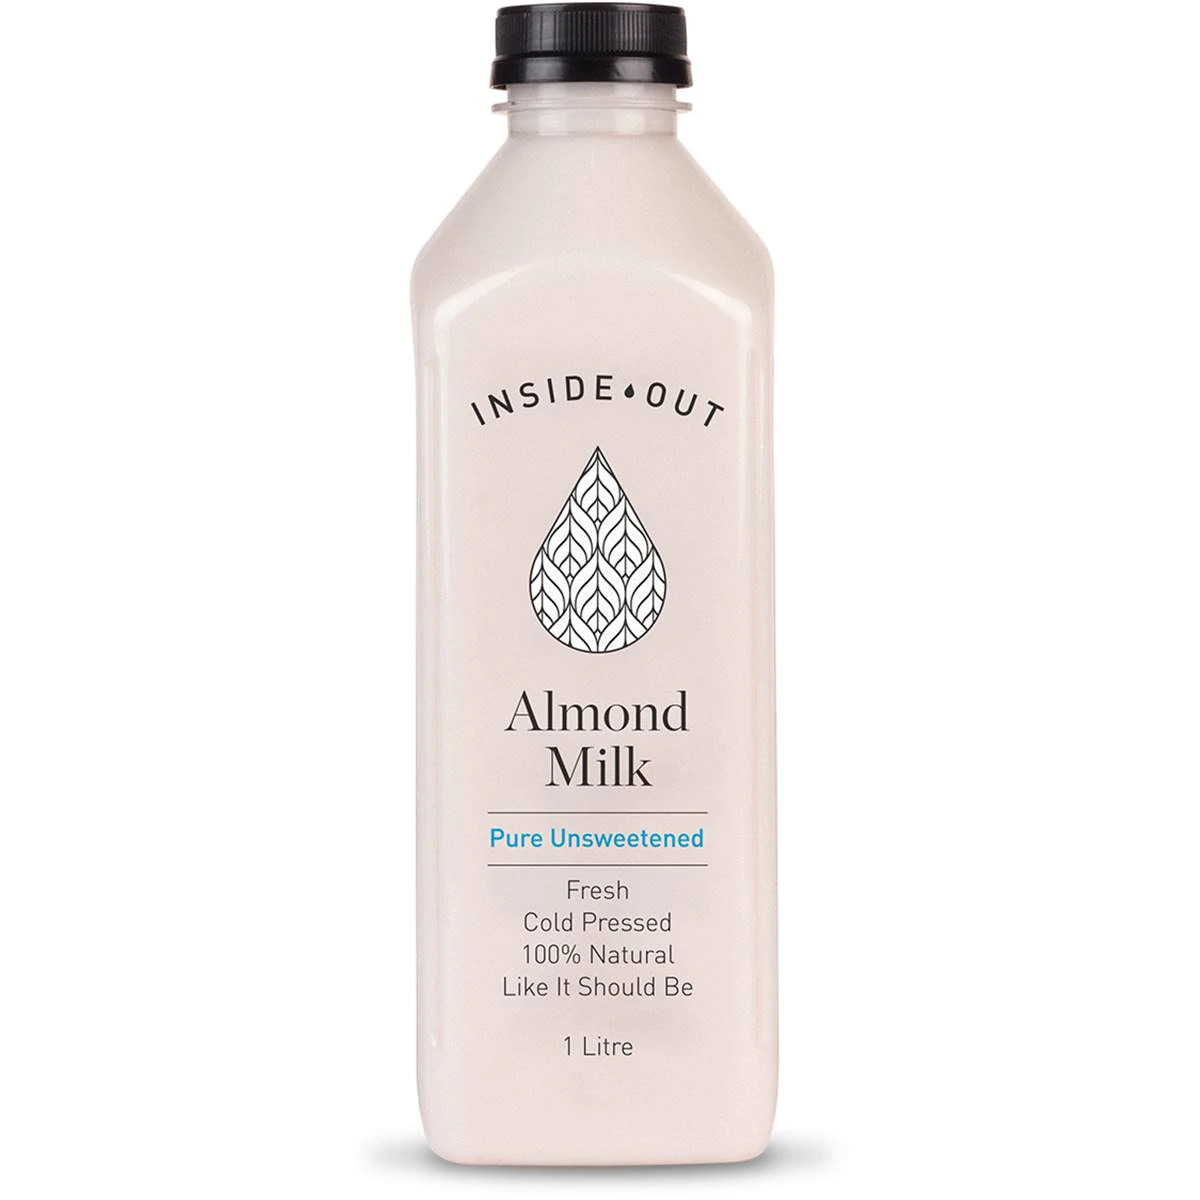 INSIDE OUT
Almond
Milk
Pure Unsweetened
Fresh
Cold Pressed
100% Natural
Like It Should Be
1 Litre